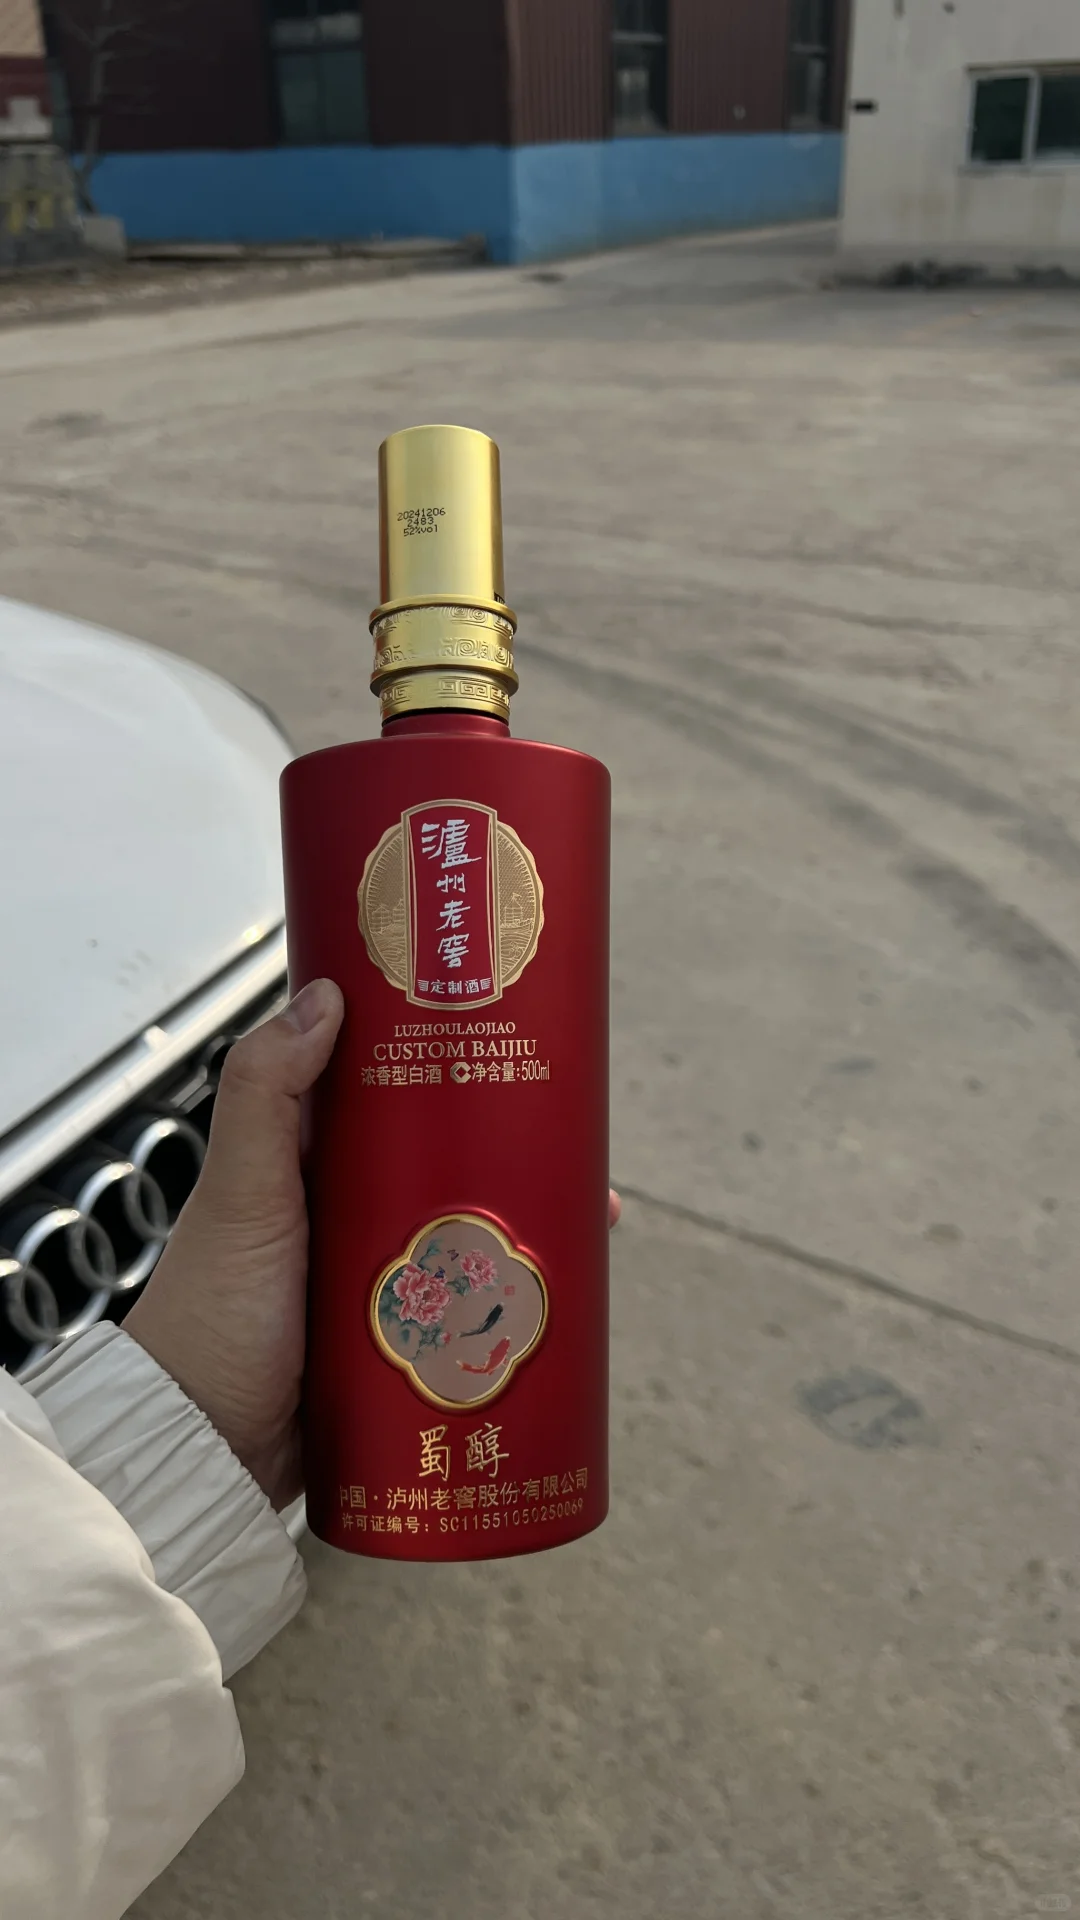 20241206
2483
52%vol
泸州老窖
定制酒
LUZHOULAOJIAO
CUSTOM BAIJIU
浓香型白酒 净含量:500ml
蜀醇
中国·泸州老窖股份有限公司
许可证编号：SC11551050250069